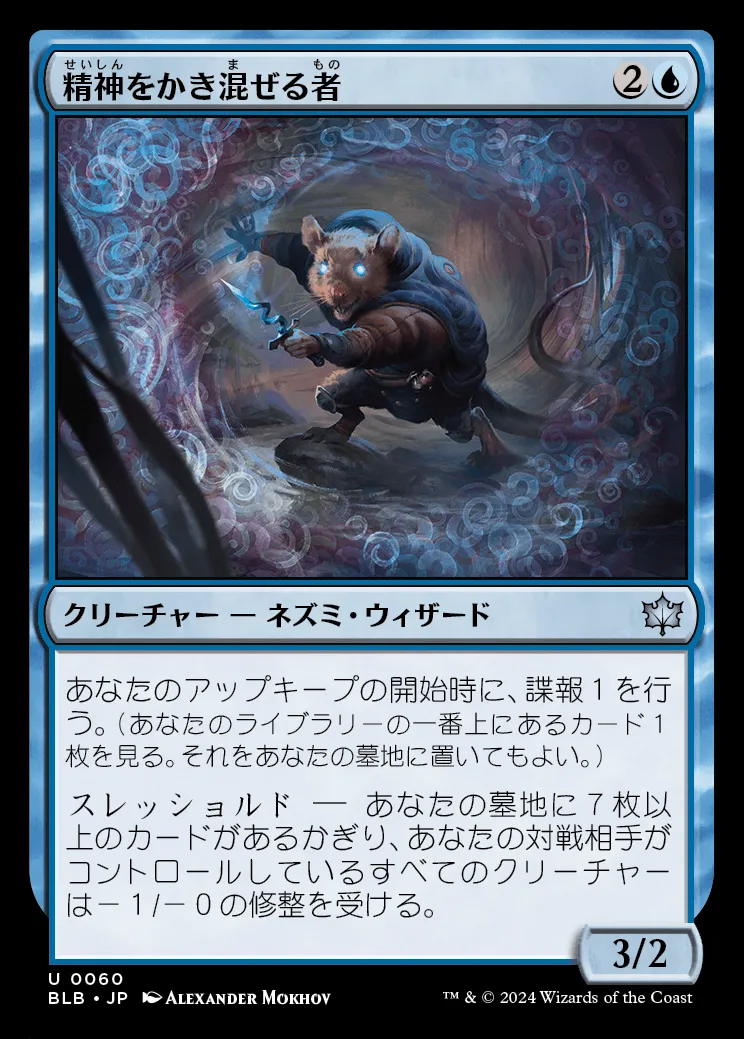 せいしん ま もの
精神をかき混ぜる者 2
クリーチャー — ネズミ・ウィザード
あなたのアップキープの開始時に、諜報1を行
う。(あなたのライブラリーの一番上にあるカード1
枚を見る。それをあなたの墓地に置いてもよい。)
スレッショルド — あなたの墓地に7枚以
上のカードがあるかぎり、あなたの対戦相手が
コントロールしているすべてのクリーチャー
は-1/-0の修整を受ける。
3/2
U 0060
BLB • JP Alexander Mokhov ™ & © 2024 Wizards of the Coast